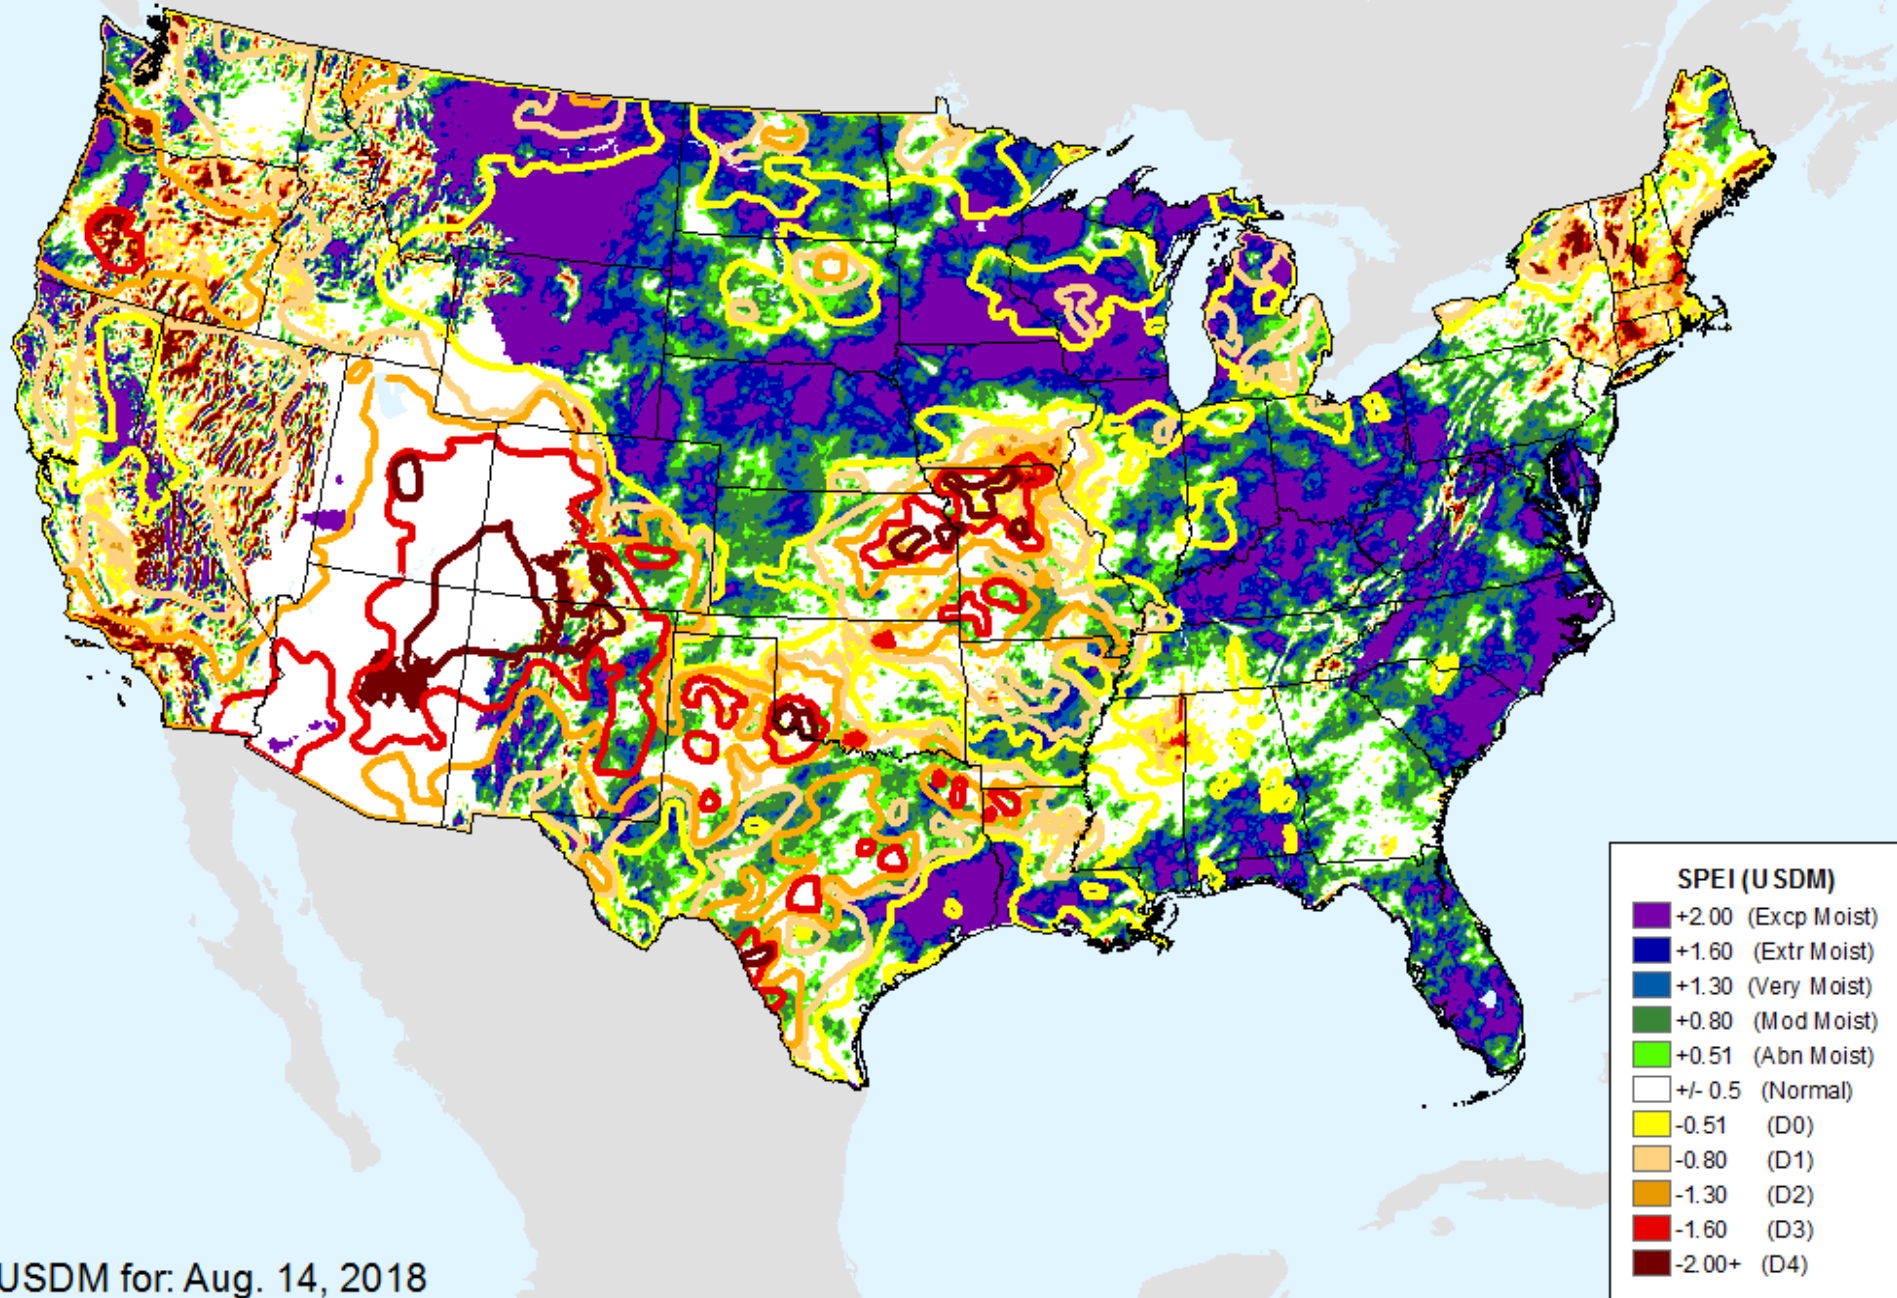 SPEI (USDM)
+2.00 (Excp Moist)
+1.60 (Extr Moist)
+1.30 (Very Moist)
+0.80 (Mod Moist)
+0.51 (Abn Moist)
+/- 0.5 (Normal)
-0.51 (D0)
-0.80 (D1)
-1.30 (D2)
-1.60 (D3)
-2.00+ (D4)
USDM for: Aug. 14, 2018